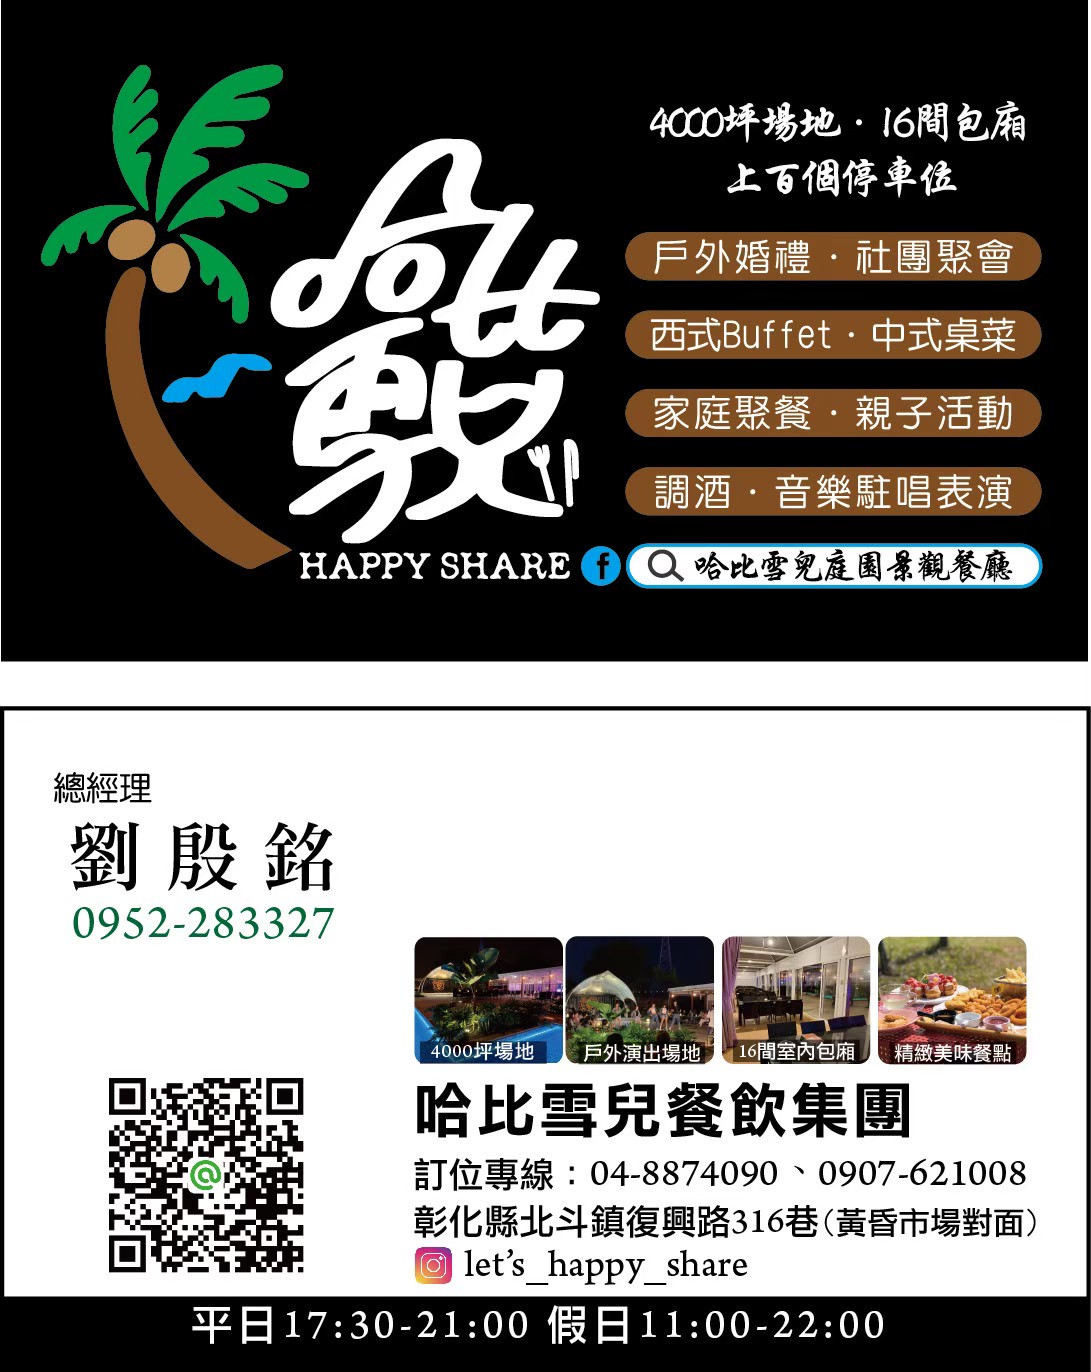 4000坪場地·16間包廂
上百個停車位
哈比
戶外婚禮·社團聚會
西式Buffet·中式桌菜
家庭聚餐·親子活動
調酒·音樂駐唱表演
HAPPY SHARE
f
哈比雪兒庭園景觀餐廳
總經理
劉殷銘
0952-283327
4000坪場地
戶外演出場地
16間室內包廂
精緻美味餐點
@
哈比雪兒餐飲集團
訂位專線：04-8874090、0907-621008
彰化縣北斗鎮復興路316巷(黃昏市場對面)
let's_happy_share
平日17:30-21:00 假日11:00-22:00